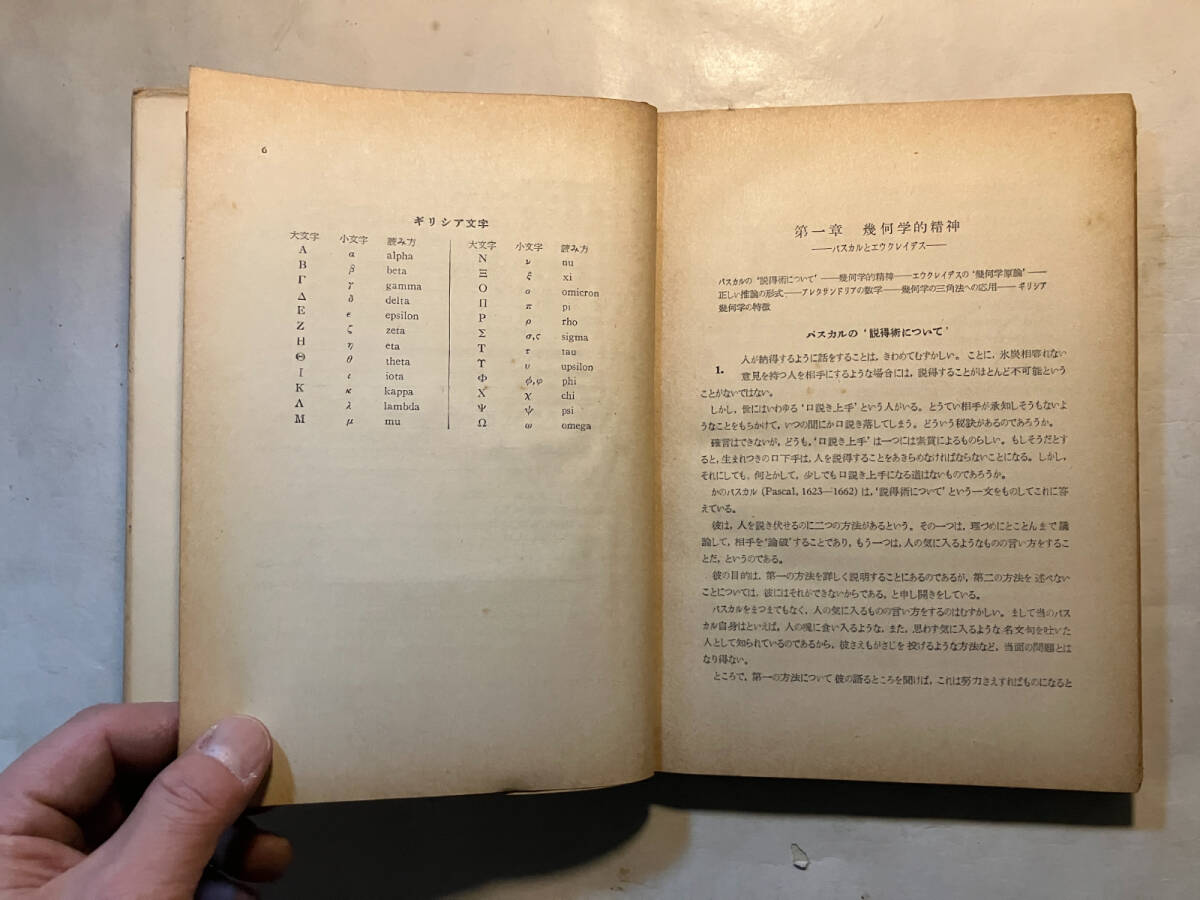 6
ギリシア文字
大文字 小文字 読み方
Α α alpha
Β β beta
Γ γ gamma
Δ δ delta
Ε ϵ epsilon
Ζ ζ zeta
Η η eta
Θ θ theta
Ι ι iota
Κ κ kappa
Λ λ lambda
Μ μ mu
大文字 小文字 読み方
Ν ν nu
Ξ ξ xi
Ο ο omicron
Π π pi
Ρ ρ rho
Σ σ,ς sigma
Τ τ tau
ϒ υ upsilon
Φ ϕ,φ phi
Χ χ chi
Ψ ψ psi
Ω ω omega
第一章 幾何学的精神
——パスカルとエウクレイデス——
パスカルの ‘説得術について’ ——幾何学的精神——エウクレイデスの ‘幾何学原論’——
正しい推論の形式——アレクサンドリアの数学——幾何学の三角法への応用——ギリシア
幾何学の特徴
パスカルの ‘説得術について’
1. 人が納得するように話をすることは，きわめてむずかしい。ことに，氷炭相容れない
意見を持つ人を相手にするような場合には，説得することがほとんど不可能という
ことがないではない。
しかし，世にはいわゆる ‘口説き上手’ という人がいる。とうてい相手が承知しそうもないよ
うなことをもちかけて，いつの間にか口説き落してしまう。どういう秘訣があるのであろうか。
確言はできないが，どうも，‘口説き上手’ は一つには素質によるものらしい。もしそうだとす
ると，生まれつきの口下手は，人を説得することをあきらめなければならないことになる。しかし，
それにしても，何とかして，少しでも口説き上手になる道はないものであろうか。
かのパスカル (Pascal, 1623—1662) は，‘説得術について’ という一文をものしてこれに答
えている。
彼は，人を説き伏せるのに二つの方法があるという。その一つは，理づめにとことんまで議
論して，相手を ‘論破’ することであり，もう一つは，人の気に入るようなものの言い方をするこ
とだ，というのである。
彼の目的は，第一の方法を詳しく説明することにあるのであるが，第二の方法を述べない
ことについては，彼にはそれができないからである，と申し開きをしている。
パスカルをまつまでもなく，人の気に入るものの言い方をするのはむずかしい。まして当のパス
カル自身はといえば，人の魂に食い入るような，また，思わず気に入るような名文句を吐いた
人として知られているのであるから，彼さえもがさじを投げるような方法など，当面の問題とは
なり得ない。
ところで，第一の方法について彼の語るところを聞けば，これは努力さえすればものになると